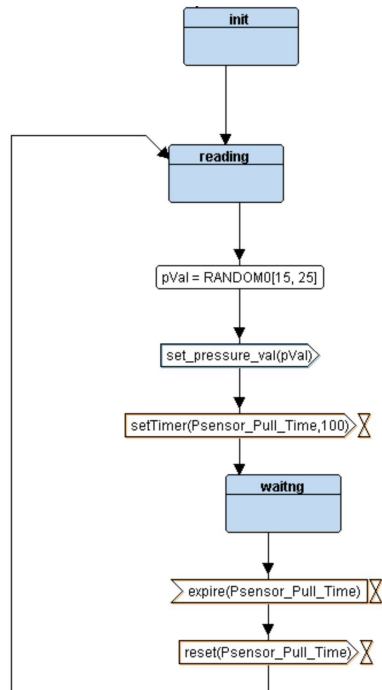 init
reading
pVal = RANDOM0[15, 25]
set_pressure_val(pVal)
setTimer(Psensor_Pull_Time,100)
waitng
expire(Psensor_Pull_Time)
reset(Psensor_Pull_Time)